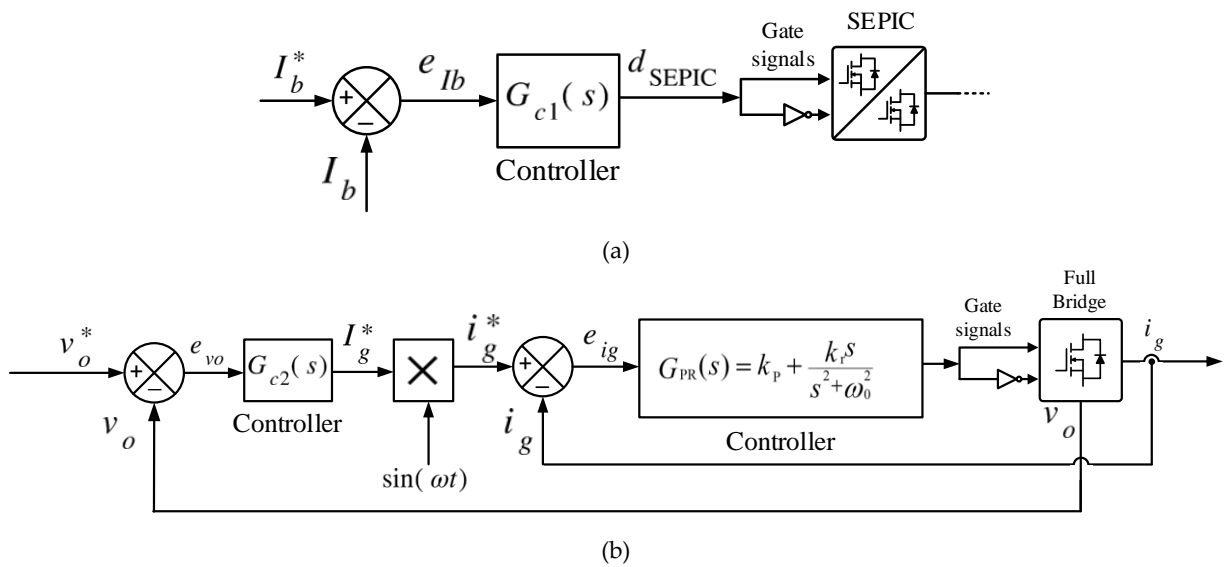 SEPIC
Gate signals
I_b^*
+
−
e_{Ib}
G_{c1}(s)
d_{SEPIC}
Controller
I_b
(a)
Full Bridge
Gate signals
v_o^*
+
−
e_{vo}
G_{c2}(s)
I_g^*
×
i_g^*
+
−
e_{ig}
G_{PR}(s) = k_P + \frac{k_r s}{s^2 + ω_0^2}
i_g
v_o
Controller
sin(ωt)
i_g
Controller
v_o
(b)